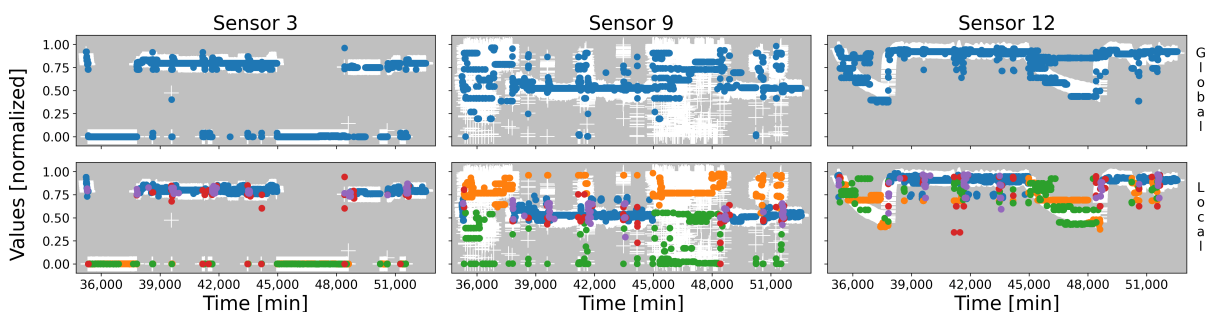 Sensor 3
Sensor 9
Sensor 12
Values [normalized]
1.00
0.75
0.50
0.25
0.00
Global
1.00
0.75
0.50
0.25
0.00
Local
36,000 39,000 42,000 45,000 48,000 51,000
36,000 39,000 42,000 45,000 48,000 51,000
36,000 39,000 42,000 45,000 48,000 51,000
Time [min]
Time [min]
Time [min]